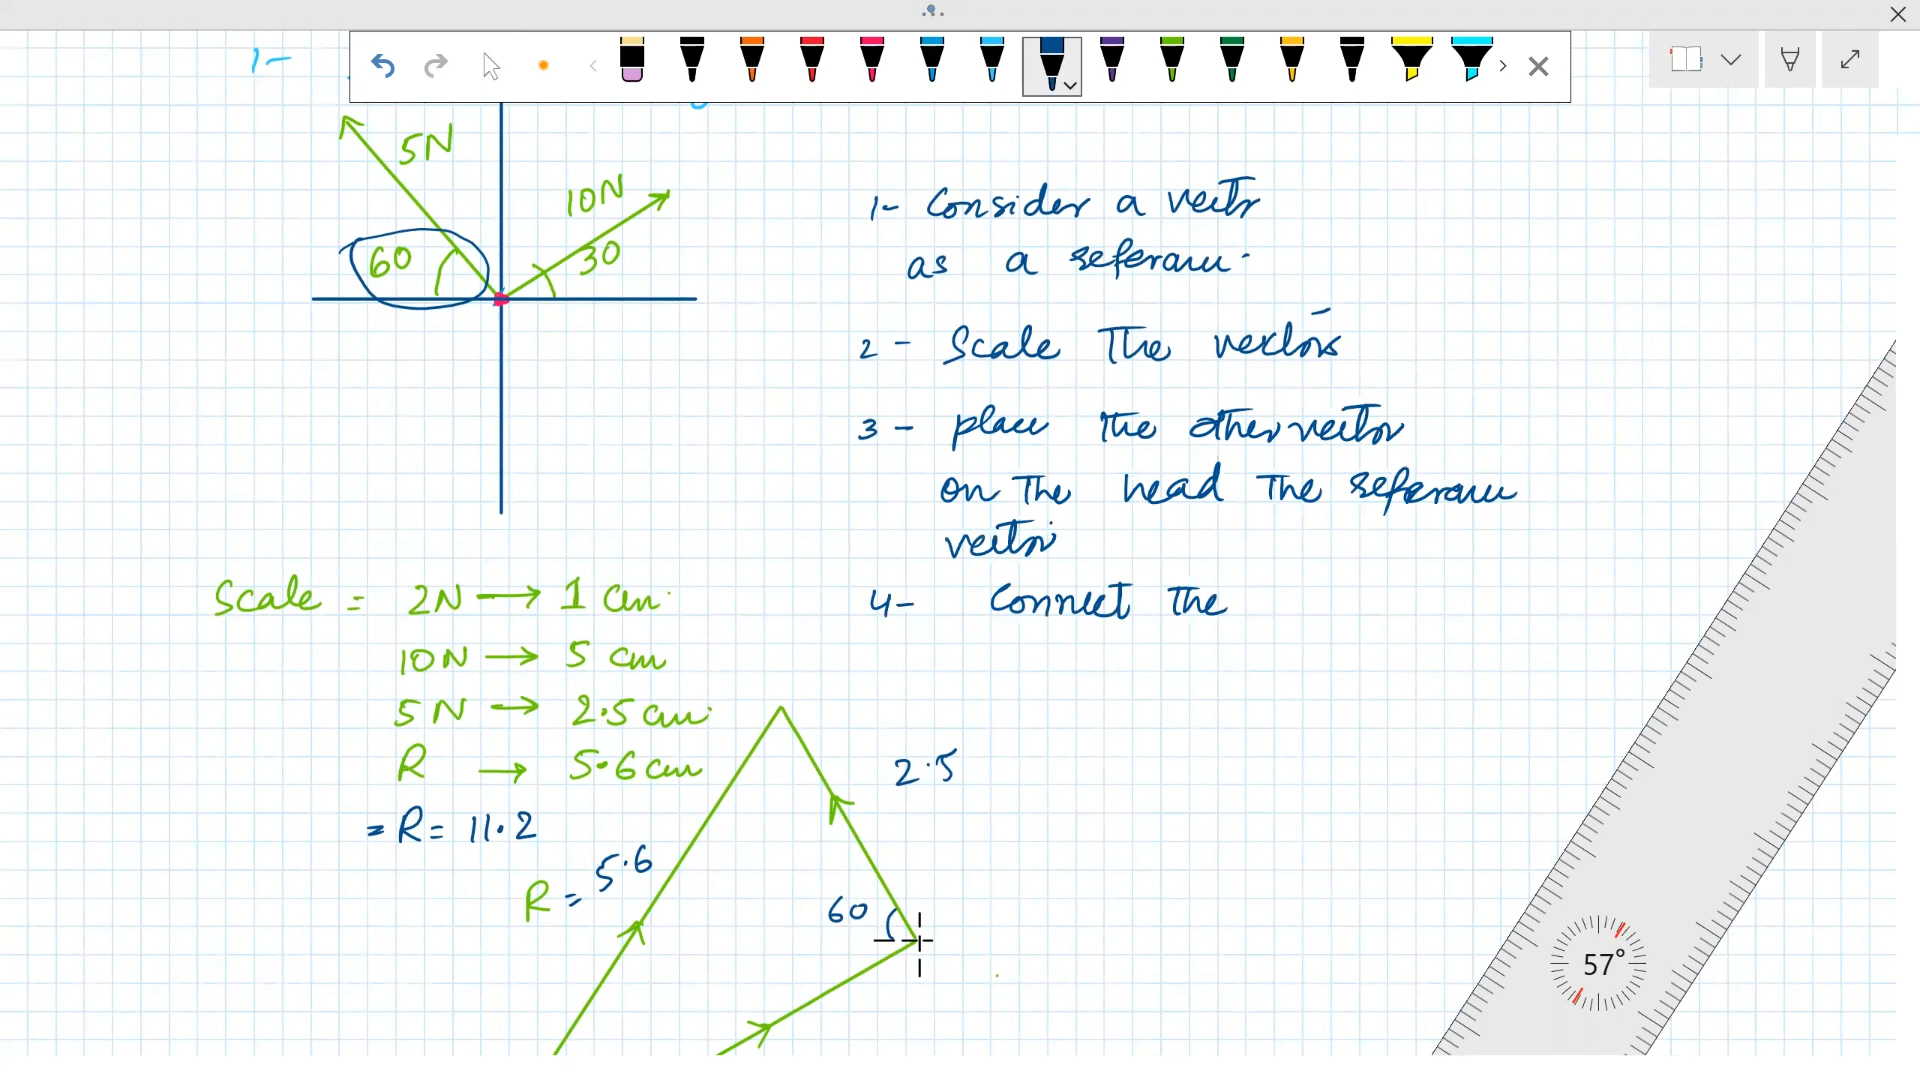 1-
5N
10N
60
30
1- Consider a vector
as a referance.
2- Scale The vectors
3- place The other vector
on The head The referance
vector
Scale = 2N → 1 cm.
4- Connect The
10N → 5 cm
5N → 2.5 cm.
R → 5.6 cm
2.5
= R = 11.2
R = 5.6
60
57°